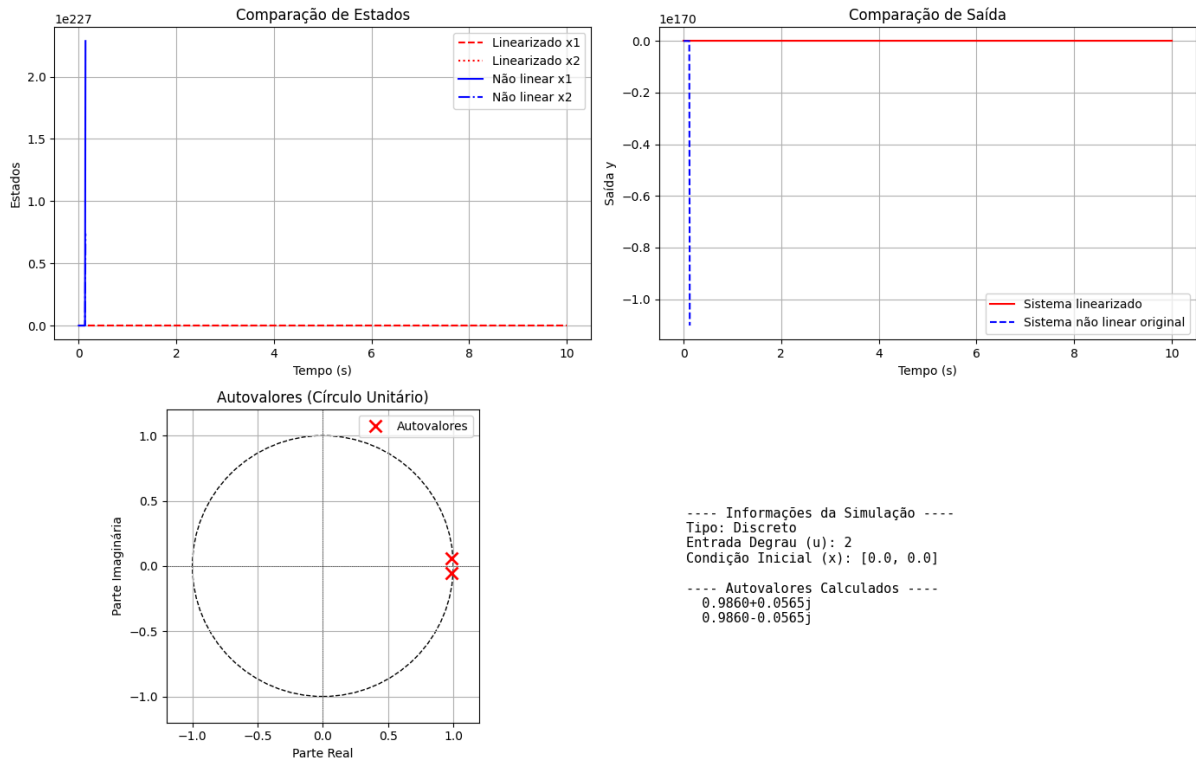 Comparação de Estados
1e227
Linearizado x1
Linearizado x2
Não linear x1
Não linear x2
2.0
1.5
1.0
0.5
0.0
Estados
0 2 4 6 8 10
Tempo (s)
Comparação de Saída
1e170
0.0
−0.2
−0.4
−0.6
−0.8
−1.0
Saída y
Sistema linearizado
Sistema não linear original
0 2 4 6 8 10
Tempo (s)
Autovalores (Círculo Unitário)
Autovalores
1.0
0.5
0.0
−0.5
−1.0
Parte Imaginária
−1.0 −0.5 0.0 0.5 1.0
Parte Real
---- Informações da Simulação ----
Tipo: Discreto
Entrada Degrau (u): 2
Condição Inicial (x): [0.0, 0.0]
---- Autovalores Calculados ----
0.9860+0.0565j
0.9860-0.0565j